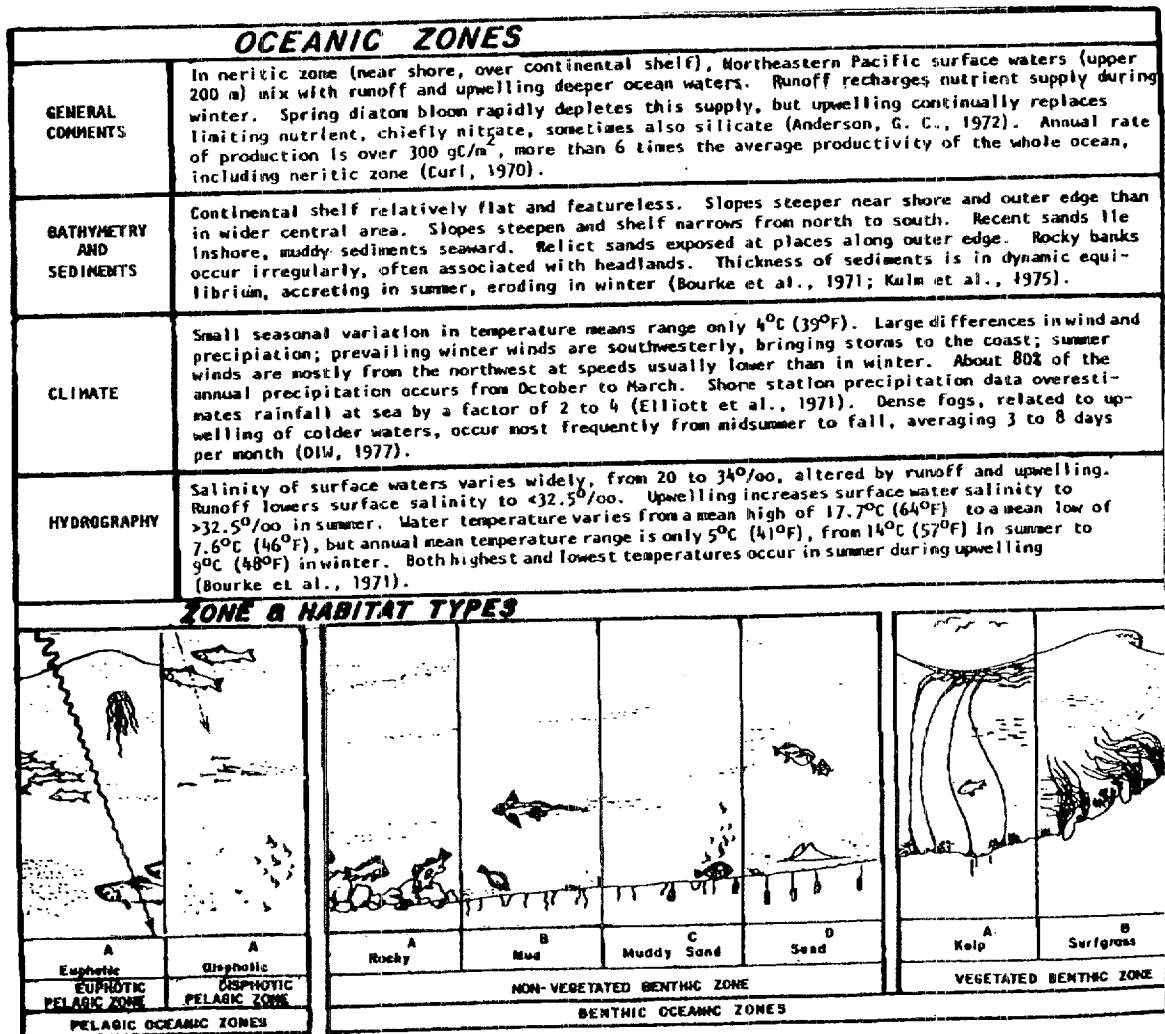 OCEANIC ZONES
GENERAL COMMENTS
In neritic zone (near shore, over continental shelf), Northeastern Pacific surface waters (upper
200 m) mix with runoff and upwelling deeper ocean waters. Runoff recharges nutrient supply during
winter. Spring diatom bloom rapidly depletes this supply, but upwelling continually replaces
limiting nutrient, chiefly nitrate, sometimes also silicate (Anderson, G. C., 1972). Annual rate
of production is over 300 gC/m², more than 6 times the average productivity of the whole ocean,
including neritic zone (Curl, 1970).
BATHYMETRY
AND
SEDIMENTS
Continental shelf relatively flat and featureless. Slopes steeper near shore and outer edge than
in wider central area. Slopes steepen and shelf narrows from north to south. Recent sands lie
inshore, muddy sediments seaward. Relict sands exposed at places along outer edge. Rocky banks
occur irregularly, often associated with headlands. Thickness of sediments is in dynamic equi-
librium, accreting in summer, eroding in winter (Bourke et al., 1971; Kulm et al., 1975).
CLIMATE
Small seasonal variation in temperature means range only 4°C (39°F). Large differences in wind and
precipiation; prevailing winter winds are southwesterly, bringing storms to the coast; summer
winds are mostly from the northwest at speeds usually lower than in winter. About 80% of the
annual precipitation occurs from October to March. Shore station precipitation data overesti-
mates rainfall at sea by a factor of 2 to 4 (Elliott et al., 1971). Dense fogs, related to up-
welling of colder waters, occur most frequently from midsummer to fall, averaging 3 to 8 days
per month (OIW, 1977).
HYDROGRAPHY
Salinity of surface waters varies widely, from 20 to 34°/oo, altered by runoff and upwelling.
Runoff lowers surface salinity to <32.5°/oo. Upwelling increases surface water salinity to
>32.5°/oo in summer. Water temperature varies from a mean high of 17.7°C (64°F) to a mean low of
7.6°C (46°F), but annual mean temperature range is only 5°C (41°F), from 14°C (57°F) in summer to
9°C (48°F) in winter. Both highest and lowest temperatures occur in summer during upwelling
(Bourke et al., 1971).
ZONE & HABITAT TYPES
A
Euphotic
EUPHOTIC
PELAGIC ZONE
A
Disphotic
DISPHOTIC
PELAGIC ZONE
PELAGIC OCEANIC ZONES
A
Rocky
B
Mud
C
Muddy Sand
D
Sand
NON-VEGETATED BENTHIC ZONE
A
Kelp
B
Surfgrass
VEGETATED BENTHIC ZONE
BENTHIC OCEANIC ZONES